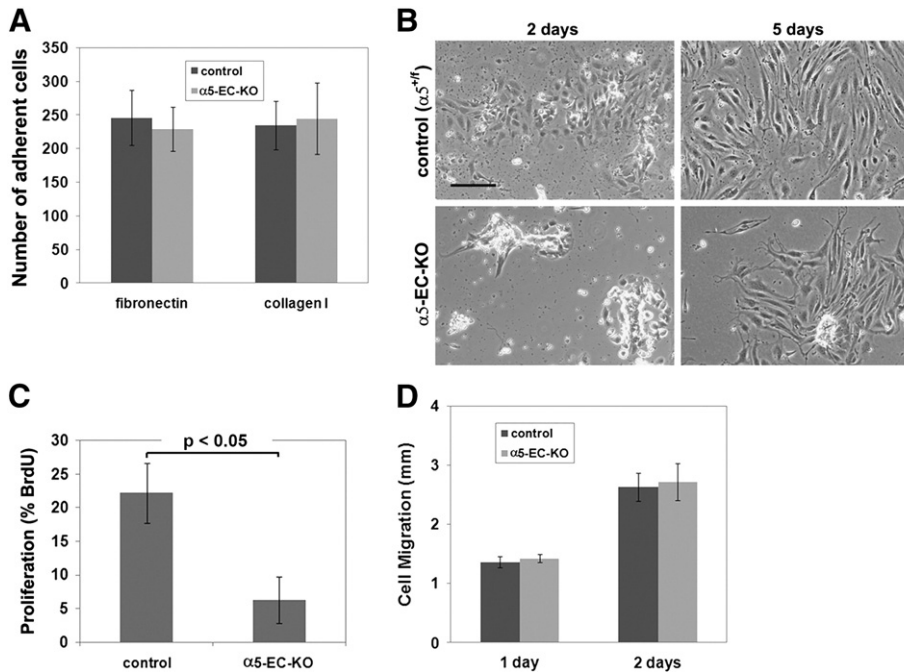 A
Number of adherent cells
350
300
250
200
150
100
50
0
control
α5-EC-KO
fibronectin
collagen I
B
2 days
5 days
control (α5+/f)
α5-EC-KO
C
Proliferation (% BrdU)
30
25
20
15
10
5
0
p < 0.05
control
α5-EC-KO
D
Cell Migration (mm)
4
3
2
1
0
control
α5-EC-KO
1 day
2 days